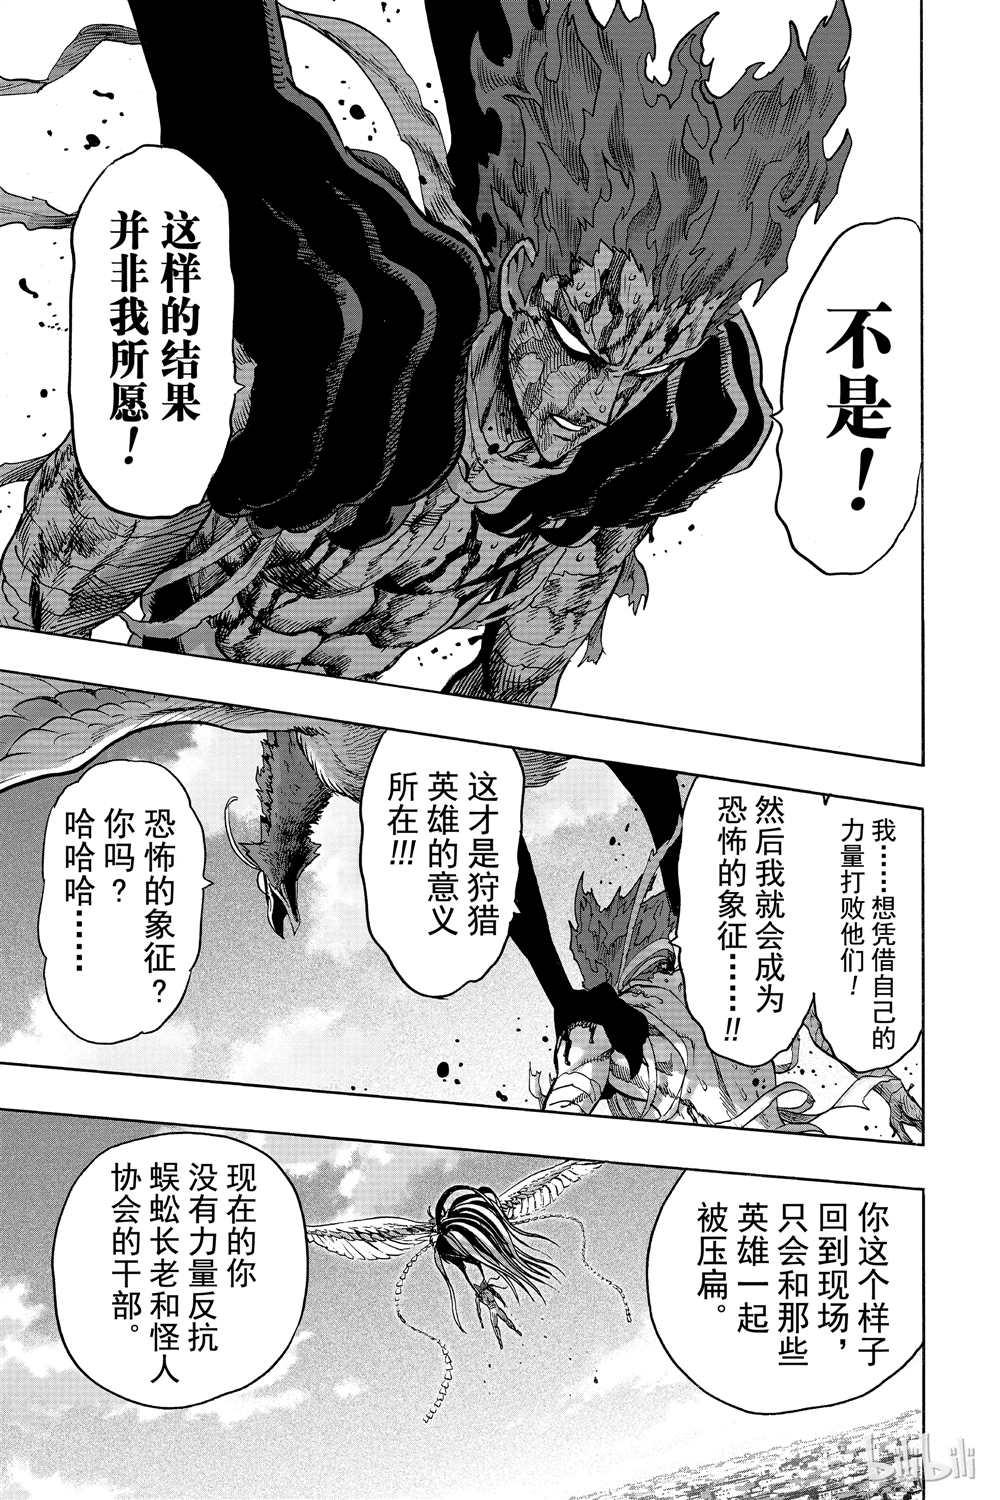 不是！
这样的结果
并非我所愿！
我……想凭借自己的
力量打败他们！
然后我就会成为
恐怖的象征……!!
这才是狩猎
英雄的意义
所在!!!
恐怖的象征？
你吗？
哈哈哈……
你这个样子
回到现场，
只会和那些
英雄一起
被压扁。
现在的你
没有力量反抗
蜈蚣长老和怪人
协会的干部。
bilibili